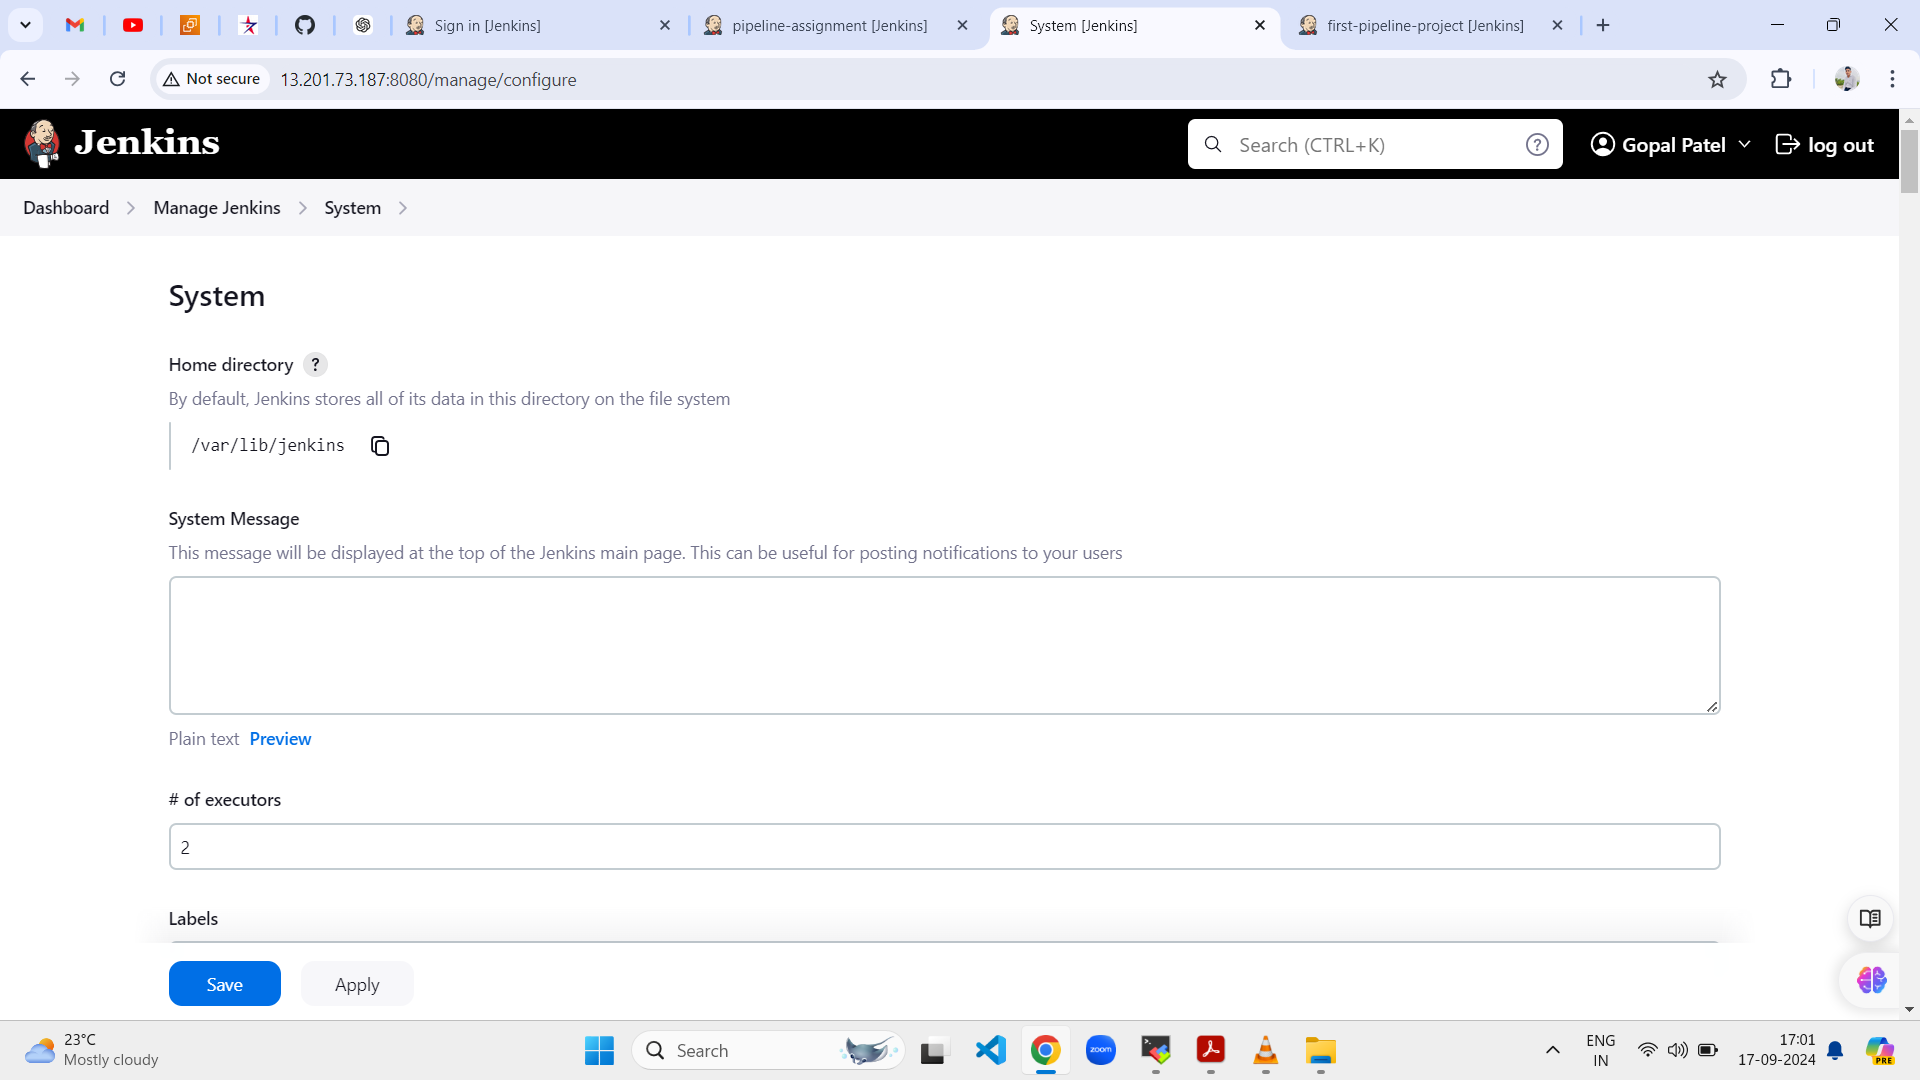 Sign in [Jenkins]
pipeline-assignment [Jenkins]
System [Jenkins]
first-pipeline-project [Jenkins]
Not secure
13.201.73.187:8080/manage/configure
Jenkins
Search (CTRL+K)
Gopal Patel
log out
Dashboard
Manage Jenkins
System
System
Home directory ?
By default, Jenkins stores all of its data in this directory on the file system
/var/lib/jenkins
System Message
This message will be displayed at the top of the Jenkins main page. This can be useful for posting notifications to your users
Plain text Preview
# of executors
2
Labels
Save
Apply
23°C
Mostly cloudy
Search
zoom
ENG
IN
17:01
17-09-2024
PRE